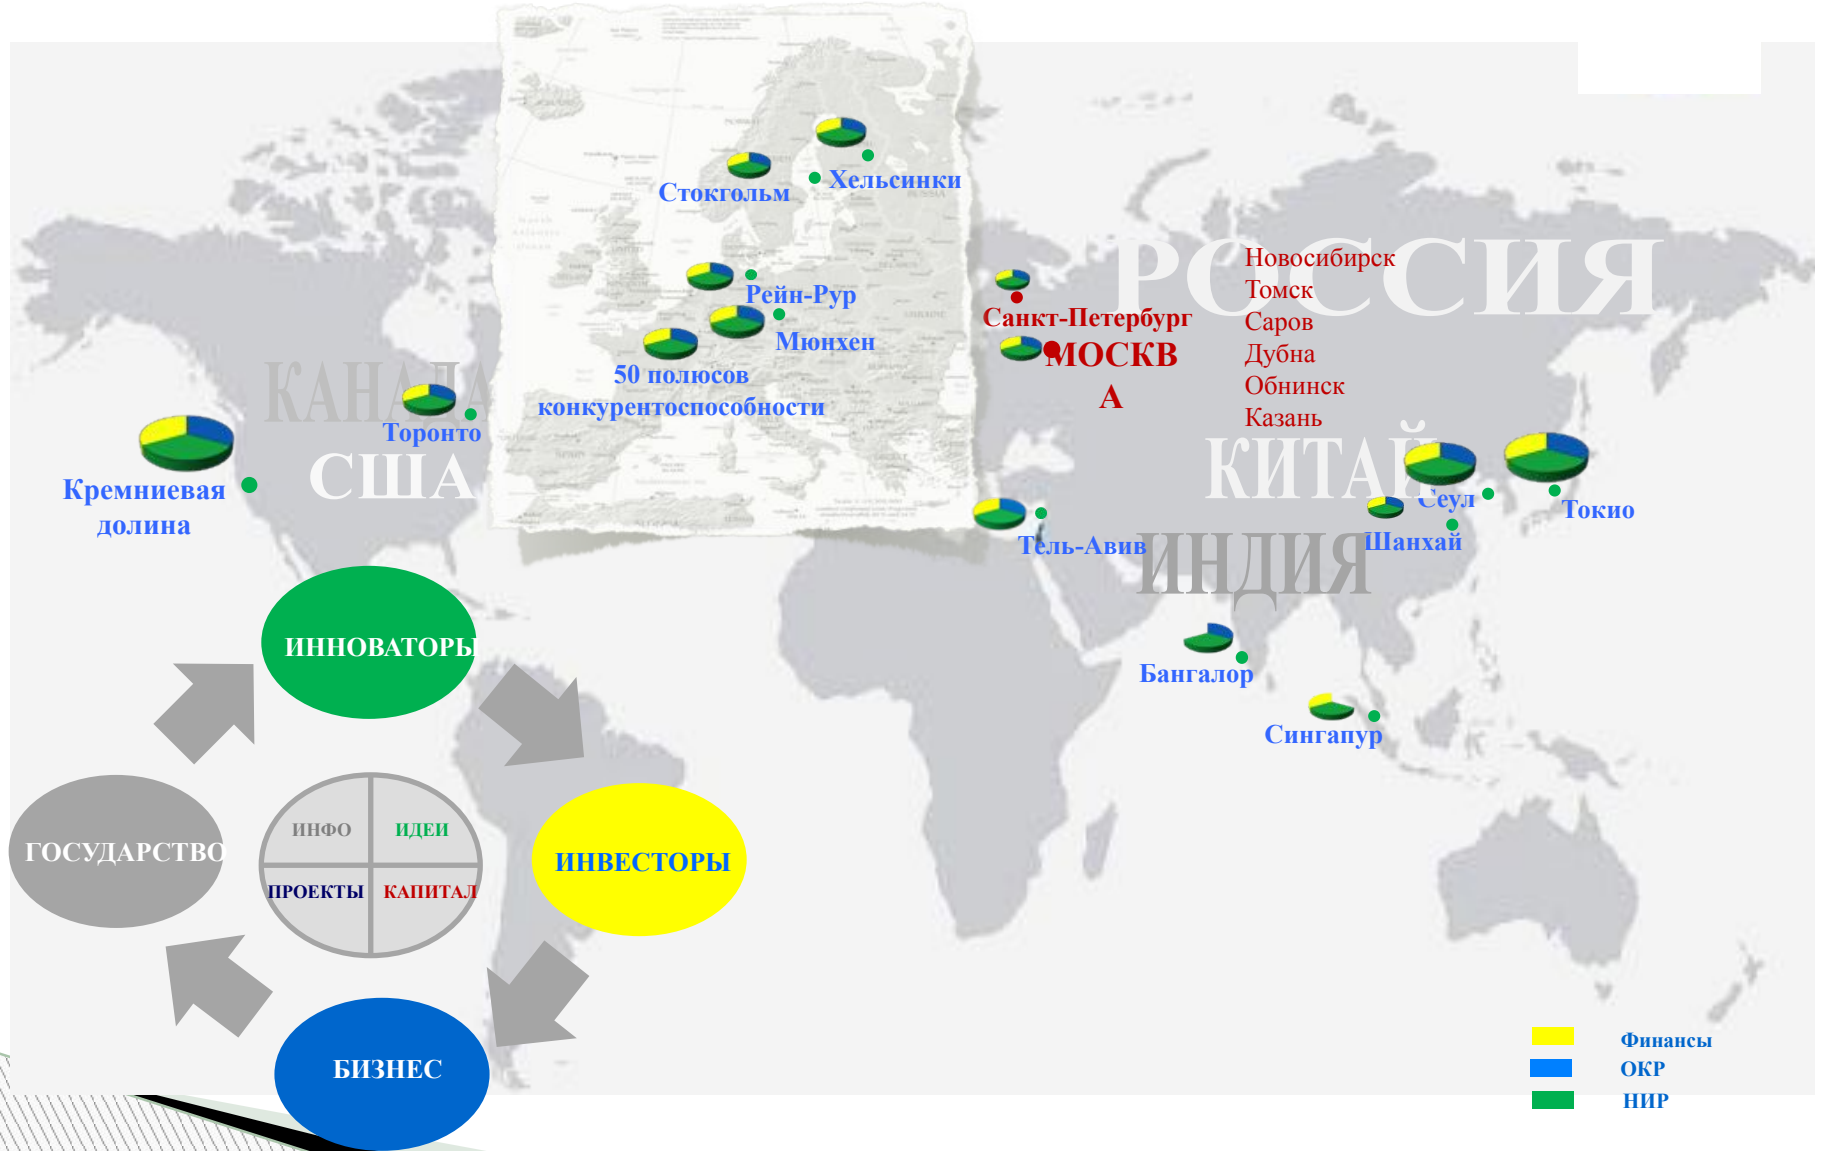 Стокгольм
Хельсинки
РОССИЯ
Новосибирск
Томск
Саров
Дубна
Обнинск
Казань
Рейн-Рур
Мюнхен
50 полюсов
конкурентоспособности
Санкт-Петербург
МОСКВ
А
КАНАДА
Торонто
США
Кремниевая
долина
КИТАЙ
Сеул
Токио
Шанхай
Тель-Авив
ИНДИЯ
Бангалор
Сингапур
ИННОВАТОРЫ
ГОСУДАРСТВО
ИНФО
ИДЕИ
ПРОЕКТЫ
КАПИТАЛ
ИНВЕСТОРЫ
БИЗНЕС
Финансы
ОКР
НИР